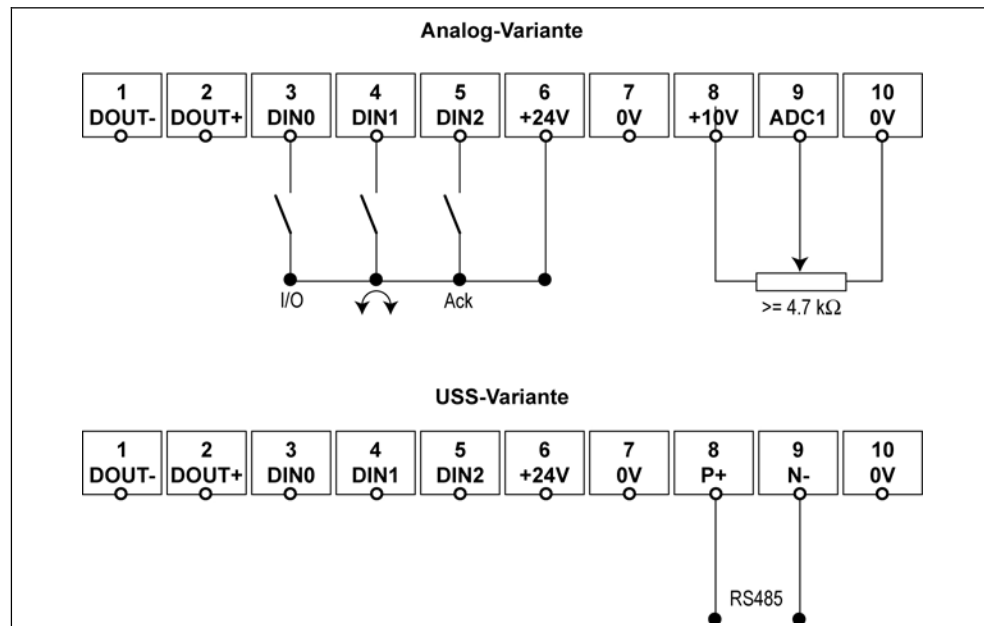 Analog-Variante
1 2 3 4 5 6 7 8 9 10
DOUT- DOUT+ DIN0 DIN1 DIN2 +24V 0V +10V ADC1 0V
I/O Ack
>= 4.7 kΩ
USS-Variante
1 2 3 4 5 6 7 8 9 10
DOUT- DOUT+ DIN0 DIN1 DIN2 +24V 0V P+ N- 0V
RS485